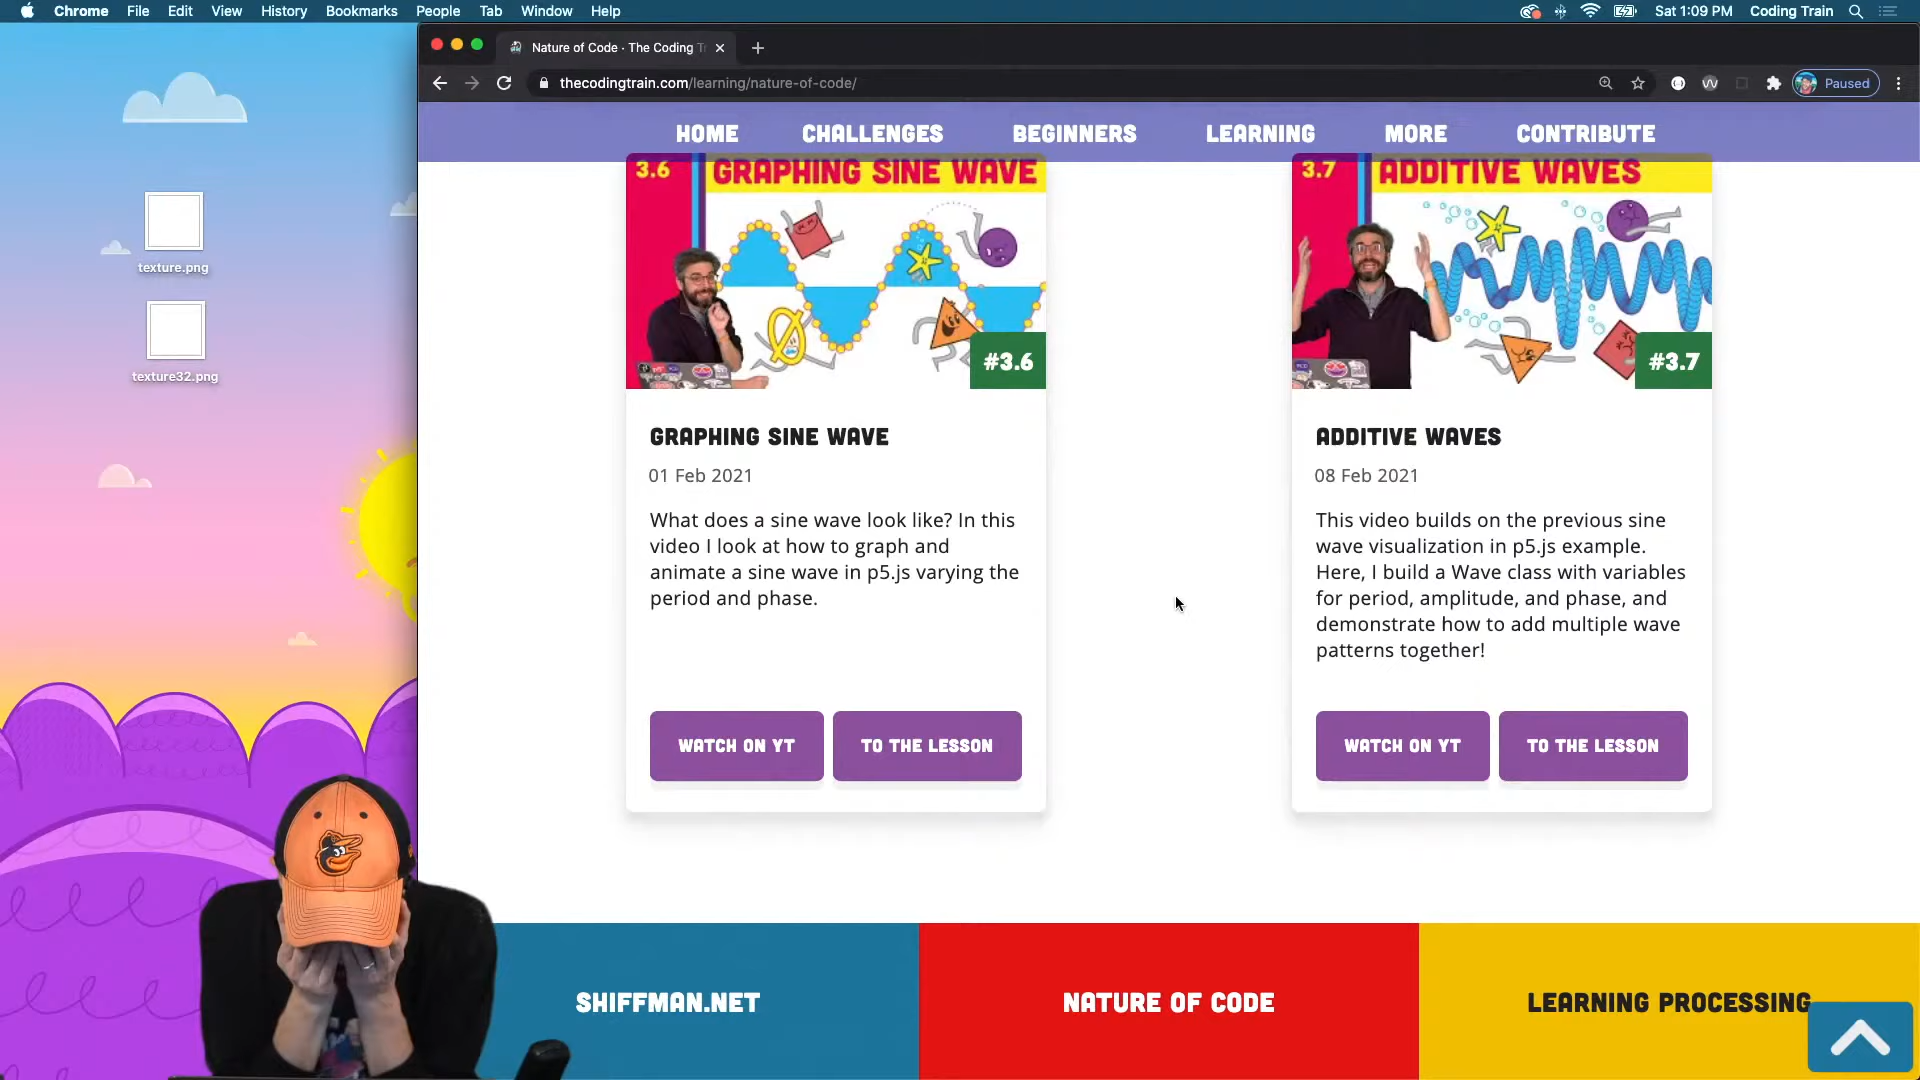 Chrome File Edit View History Bookmarks People Tab Window Help Sat 1:09 PM Coding Train
Nature of Code · The Coding T
thecodingtrain.com/learning/nature-of-code/ Paused
HOME CHALLENGES BEGINNERS LEARNING MORE CONTRIBUTE
texture.png
texture32.png
3.6 GRAPHING SINE WAVE
#3.6
GRAPHING SINE WAVE
01 Feb 2021
What does a sine wave look like? In this
video I look at how to graph and
animate a sine wave in p5.js varying the
period and phase.
WATCH ON YT TO THE LESSON
3.7 ADDITIVE WAVES
#3.7
ADDITIVE WAVES
08 Feb 2021
This video builds on the previous sine
wave visualization in p5.js example.
Here, I build a Wave class with variables
for period, amplitude, and phase, and
demonstrate how to add multiple wave
patterns together!
WATCH ON YT TO THE LESSON
SHIFFMAN.NET NATURE OF CODE LEARNING PROCESSING